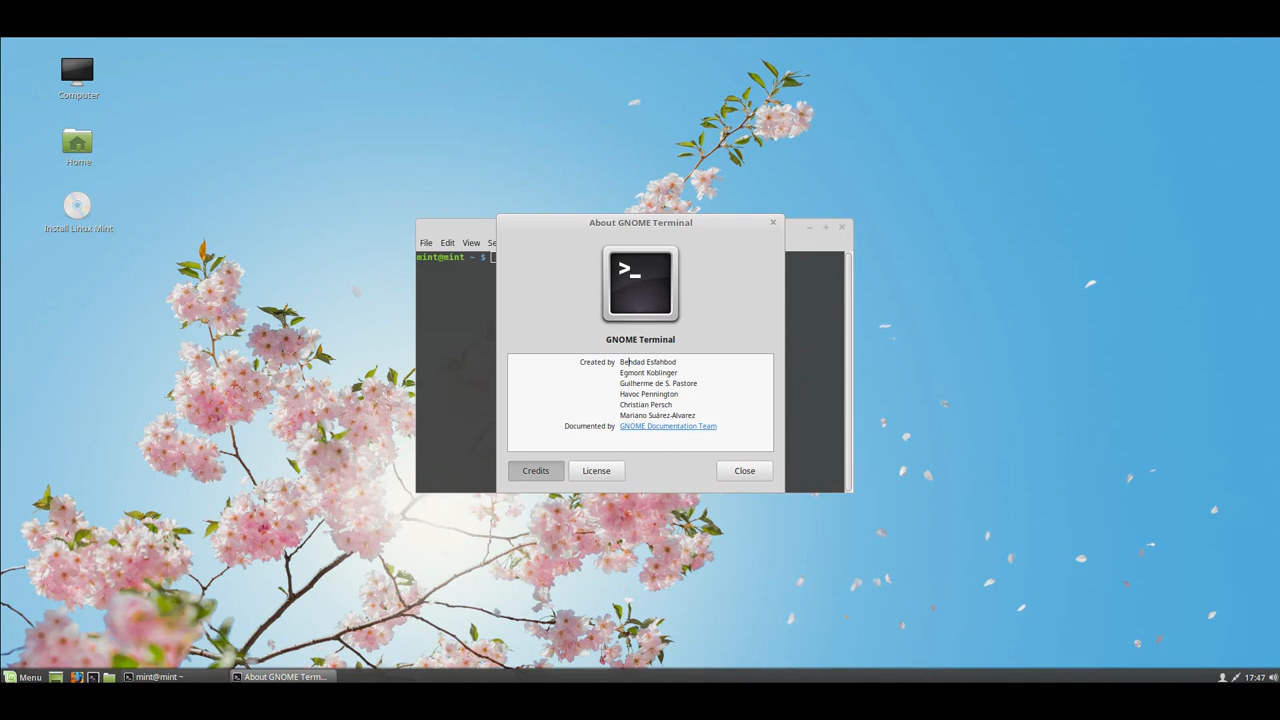 Computer
Home
Install Linux Mint
About GNOME Terminal
File Edit View Se
mint@mint ~ $
>_
GNOME Terminal
Created by Behdad Esfahbod
Egmont Koblinger
Guilherme de S. Pastore
Havoc Pennington
Christian Persch
Mariano Suárez-Alvarez
Documented by GNOME Documentation Team
Credits License Close
Menu mint@mint ~ About GNOME Term... 17:47